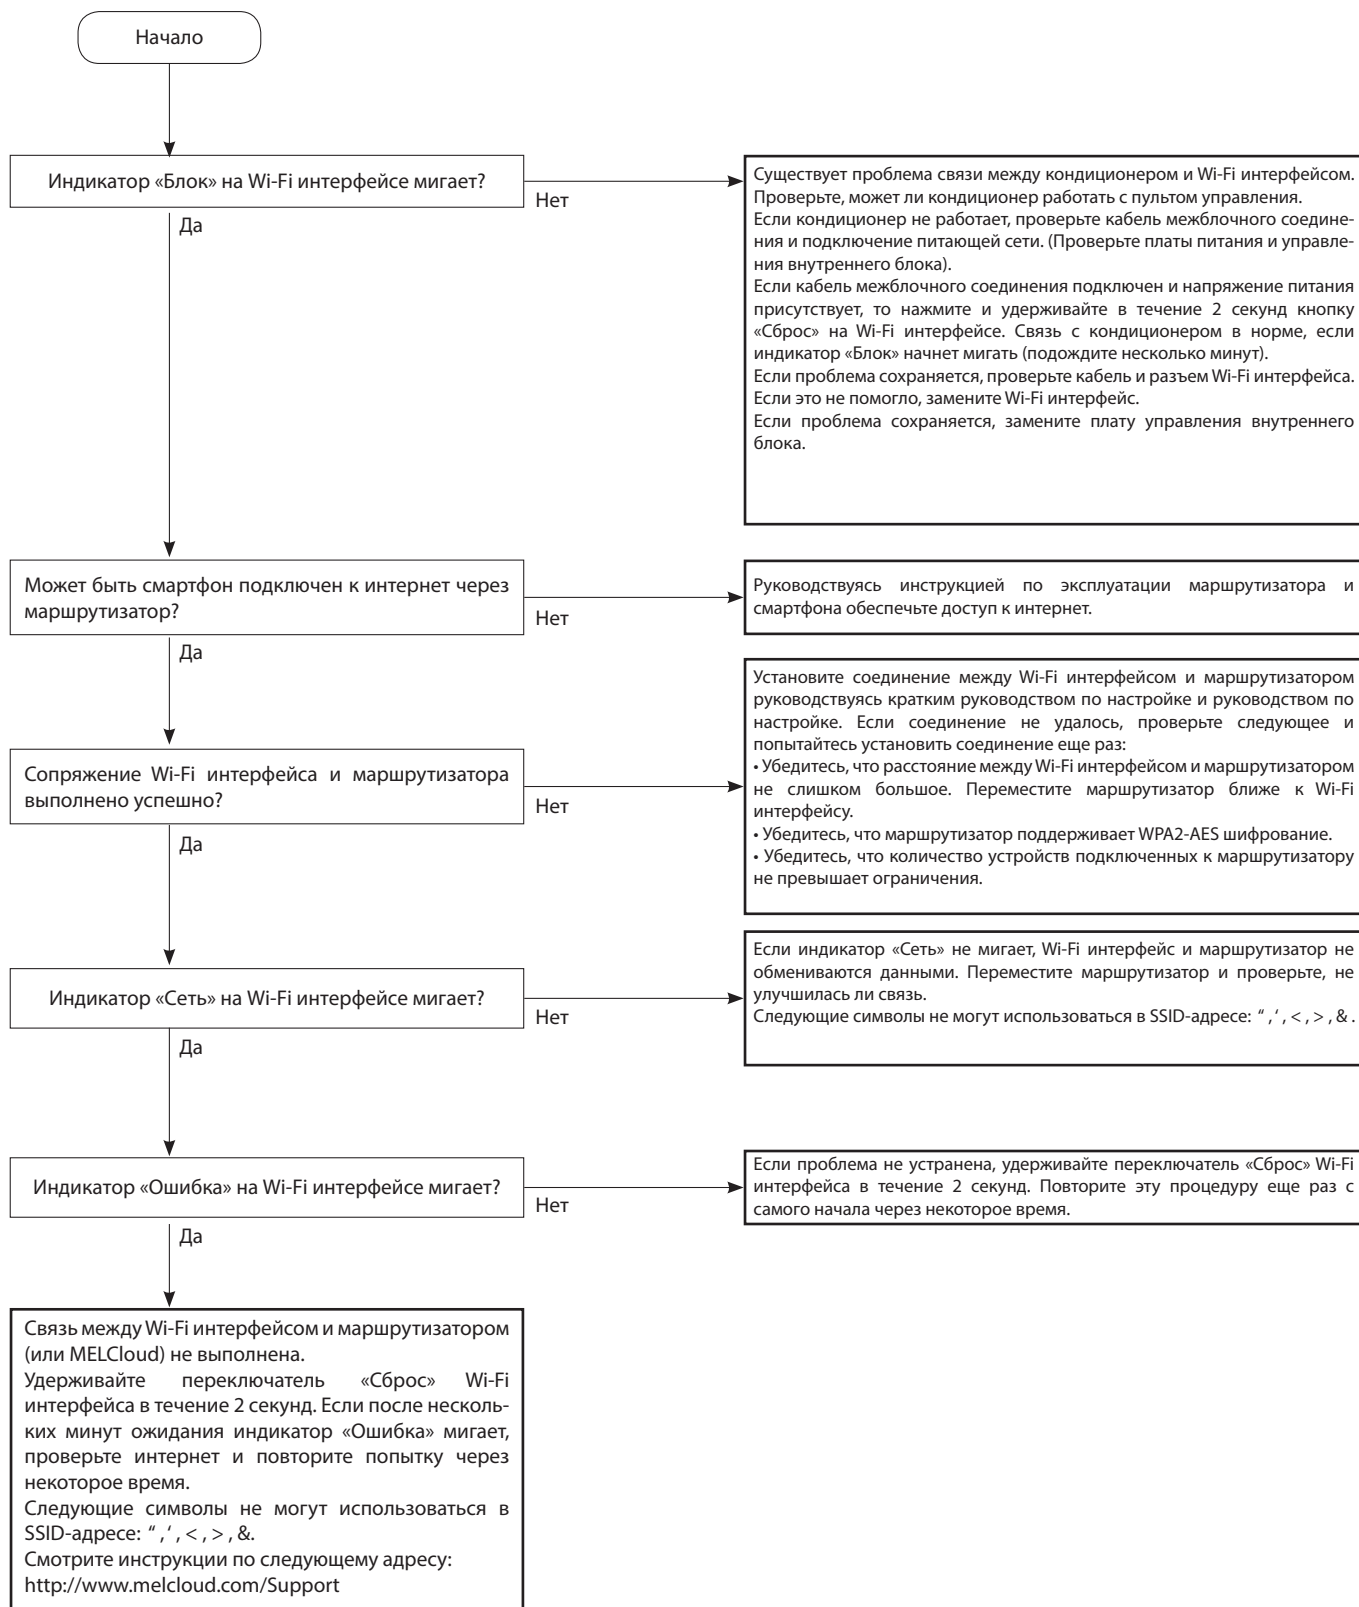 Начало
Индикатор «Блок» на Wi-Fi интерфейсе мигает?
Нет
Да
Существует проблема связи между кондиционером и Wi-Fi интерфейсом.
Проверьте, может ли кондиционер работать с пультом управления.
Если кондиционер не работает, проверьте кабель межблочного соедине-
ния и подключение питающей сети. (Проверьте платы питания и управле-
ния внутреннего блока).
Если кабель межблочного соединения подключен и напряжение питания
присутствует, то нажмите и удерживайте в течение 2 секунд кнопку
«Сброс» на Wi-Fi интерфейсе. Связь с кондиционером в норме, если
индикатор «Блок» начнет мигать (подождите несколько минут).
Если проблема сохраняется, проверьте кабель и разъем Wi-Fi интерфейса.
Если это не помогло, замените Wi-Fi интерфейс.
Если проблема сохраняется, замените плату управления внутреннего
блока.
Может быть смартфон подключен к интернет через
маршрутизатор?
Нет
Да
Руководствуясь инструкцией по эксплуатации маршрутизатора и
смартфона обеспечьте доступ к интернет.
Сопряжение Wi-Fi интерфейса и маршрутизатора
выполнено успешно?
Нет
Да
Установите соединение между Wi-Fi интерфейсом и маршрутизатором
руководствуясь кратким руководством по настройке и руководством по
настройке. Если соединение не удалось, проверьте следующее и
попытайтесь установить соединение еще раз:
• Убедитесь, что расстояние между Wi-Fi интерфейсом и маршрутизатором
не слишком большое. Переместите маршрутизатор ближе к Wi-Fi
интерфейсу.
• Убедитесь, что маршрутизатор поддерживает WPA2-AES шифрование.
• Убедитесь, что количество устройств подключенных к маршрутизатору
не превышает ограничения.
Индикатор «Сеть» на Wi-Fi интерфейсе мигает?
Нет
Да
Если индикатор «Сеть» не мигает, Wi-Fi интерфейс и маршрутизатор не
обмениваются данными. Переместите маршрутизатор и проверьте, не
улучшилась ли связь.
Следующие символы не могут использоваться в SSID-адресе: “ , ‘ , < , > , & .
Индикатор «Ошибка» на Wi-Fi интерфейсе мигает?
Нет
Да
Если проблема не устранена, удерживайте переключатель «Сброс» Wi-Fi
интерфейса в течение 2 секунд. Повторите эту процедуру еще раз с
самого начала через некоторое время.
Связь между Wi-Fi интерфейсом и маршрутизатором
(или MELCloud) не выполнена.
Удерживайте переключатель «Сброс» Wi-Fi
интерфейса в течение 2 секунд. Если после несколь-
ких минут ожидания индикатор «Ошибка» мигает,
проверьте интернет и повторите попытку через
некоторое время.
Следующие символы не могут использоваться в
SSID-адресе: “ , ‘ , < , > , &.
Смотрите инструкции по следующему адресу:
http://www.melcloud.com/Support